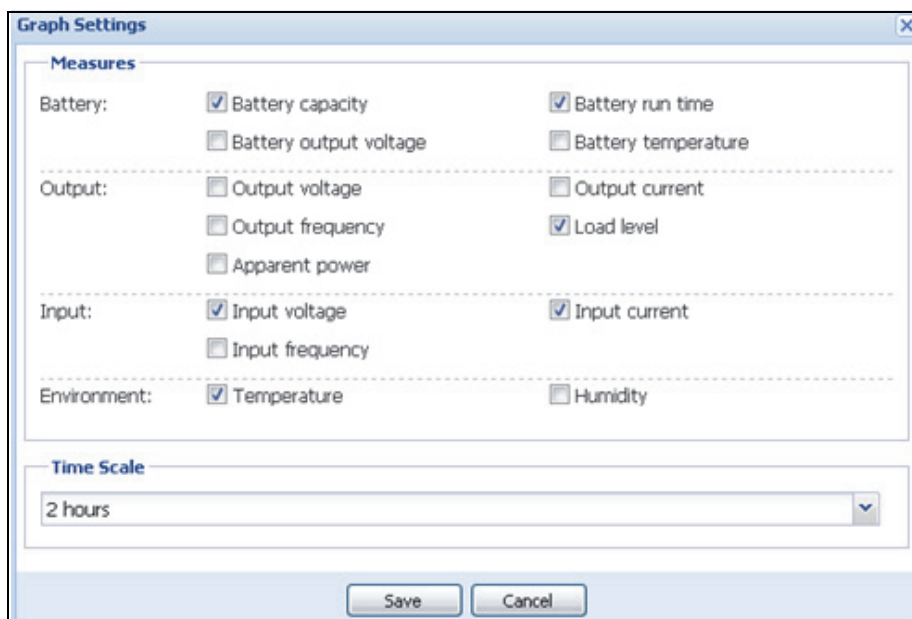 Graph Settings
Measures
Battery: Battery capacity Battery run time
Battery output voltage Battery temperature
Output: Output voltage Output current
Output frequency Load level
Apparent power
Input: Input voltage Input current
Input frequency
Environment: Temperature Humidity
Time Scale
2 hours
Save Cancel